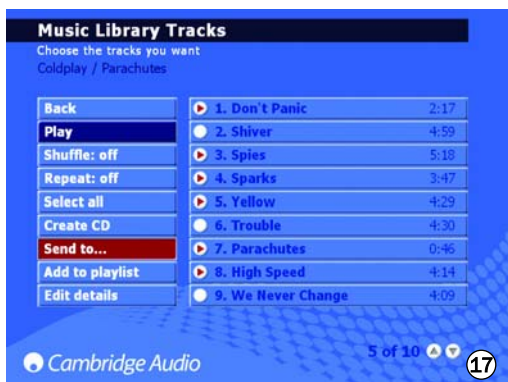 Music Library Tracks
Choose the tracks you want
Coldplay / Parachutes
Back
Play
Shuffle: off
Repeat: off
Select all
Create CD
Send to...
Add to playlist
Edit details
1. Don't Panic 2:17
2. Shiver 4:59
3. Spies 5:18
4. Sparks 3:47
5. Yellow 4:29
6. Trouble 4:30
7. Parachutes 0:46
8. High Speed 4:14
9. We Never Change 4:09
5 of 10
Cambridge Audio
17